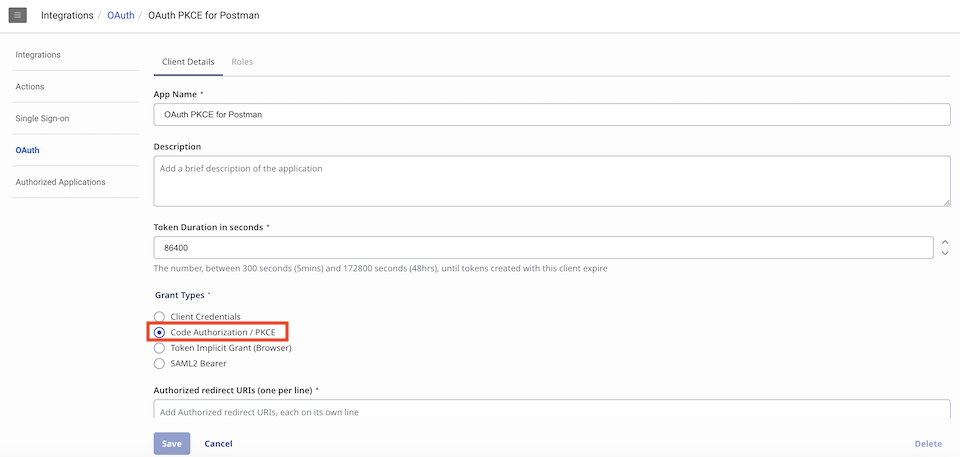 Integrations / OAuth / OAuth PKCE for Postman
Integrations
Actions
Single Sign-on
OAuth
Authorized Applications
Client Details Roles
App Name *
OAuth PKCE for Postman
Description
Add a brief description of the application
Token Duration in seconds *
86400
The number, between 300 seconds (5mins) and 172800 seconds (48hrs), until tokens created with this client expire
Grant Types *
Client Credentials
Code Authorization / PKCE
Token Implicit Grant (Browser)
SAML2 Bearer
Authorized redirect URIs (one per line) *
Add Authorized redirect URIs, each on its own line
Save Cancel Delete